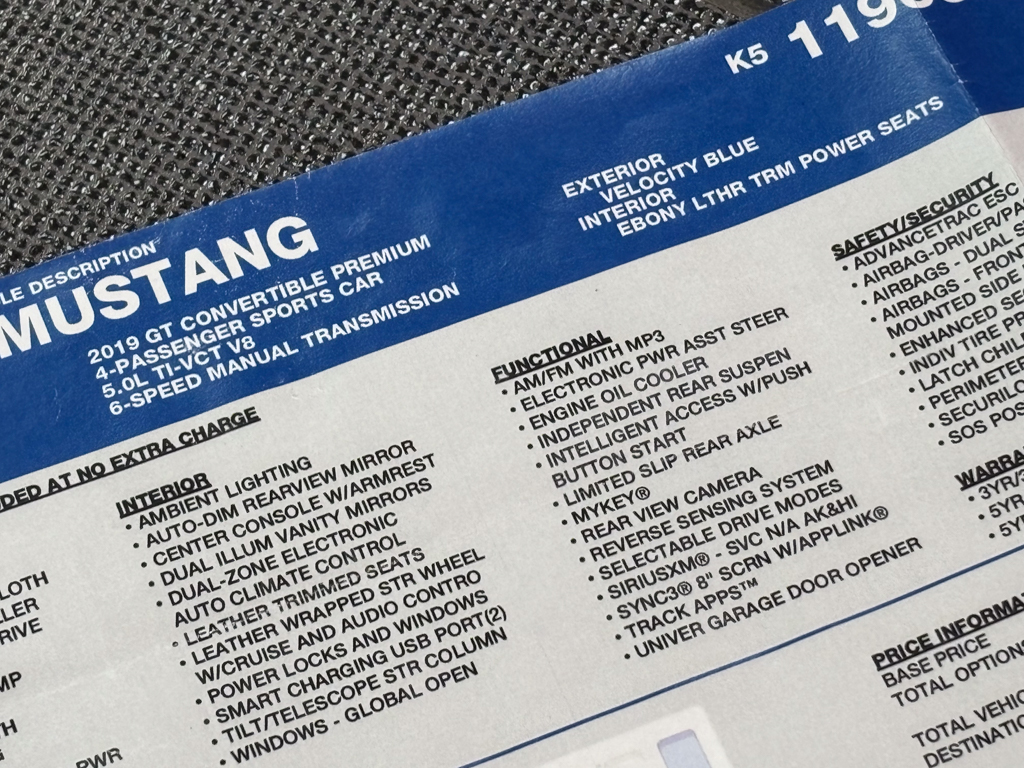 K5
LE DESCRIPTION
MUSTANG
2019 GT CONVERTIBLE PREMIUM
4-PASSENGER SPORTS CAR
5.0L TI-VCT V8
6-SPEED MANUAL TRANSMISSION
EXTERIOR
VELOCITY BLUE
INTERIOR
EBONY LTHR TRM POWER SEATS
DED AT NO EXTRA CHARGE
LOTH
PWR
INTERIOR
• AMBIENT LIGHTING
• AUTO-DIM REARVIEW MIRROR
• CENTER CONSOLE W/ARMREST
• DUAL ILLUM VANITY MIRRORS
• DUAL-ZONE ELECTRONIC
AUTO CLIMATE CONTROL
• LEATHER TRIMMED SEATS
• LEATHER WRAPPED STR WHEEL
W/CRUISE AND AUDIO CONTRO
• POWER LOCKS AND WINDOWS
• SMART CHARGING USB PORT(2)
• TILT/TELESCOPE STR COLUMN
• WINDOWS - GLOBAL OPEN
FUNCTIONAL
• AM/FM WITH MP3
• ELECTRONIC PWR ASST STEER
• ENGINE OIL COOLER
• INDEPENDENT REAR SUSPEN
• INTELLIGENT ACCESS W/PUSH
BUTTON START
• LIMITED SLIP REAR AXLE
• MYKEY®
• REAR VIEW CAMERA
• REVERSE SENSING SYSTEM
• SELECTABLE DRIVE MODES
• SIRIUSXM® - SVC N/A AK&HI
• SYNC3® 8" SCRN W/APPLINK®
• TRACK APPS™
• UNIVER GARAGE DOOR OPENER
SAFETY/SECURITY
• ADVANCETRAC ESC
• AIRBAG-DRIVER/PA
• AIRBAGS - DUAL S
• AIRBAGS - FRONT
MOUNTED SIDE
• ENHANCED SE
• INDIV TIRE PR
• LATCH CHIL
• PERIMETER
• SECURILO
• SOS POS
WARRA
• 3YR/3
• 5YR
• 5Y
PRICE INFORMA
BASE PRICE
TOTAL OPTION
TOTAL VEHIC
DESTINATI